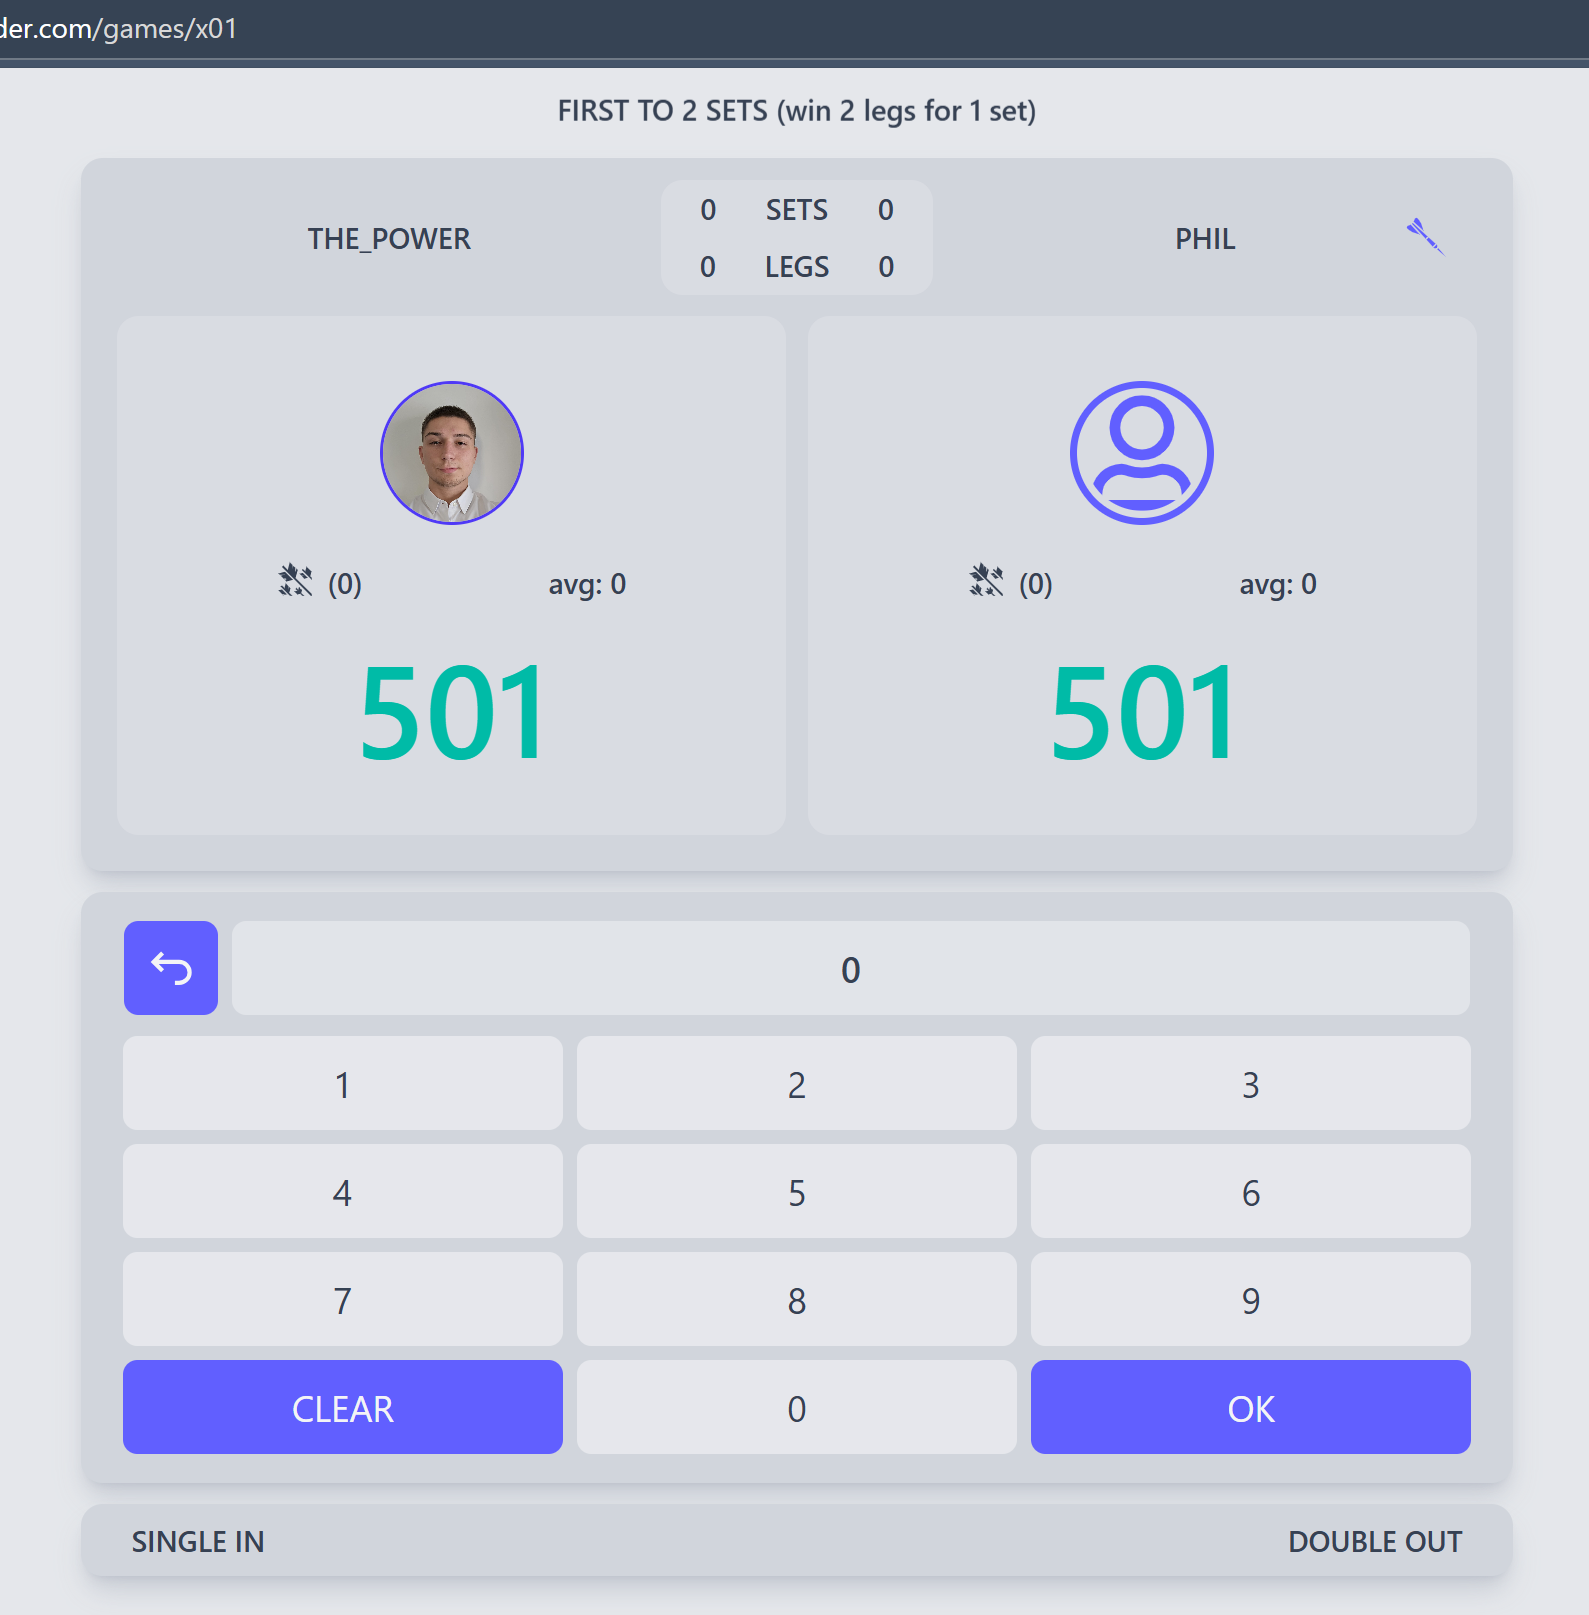 der.com/games/x01
FIRST TO 2 SETS (win 2 legs for 1 set)
THE_POWER
0 SETS 0
0 LEGS 0
PHIL
(0) avg: 0
501
(0) avg: 0
501
0
1 2 3
4 5 6
7 8 9
CLEAR 0 OK
SINGLE IN DOUBLE OUT